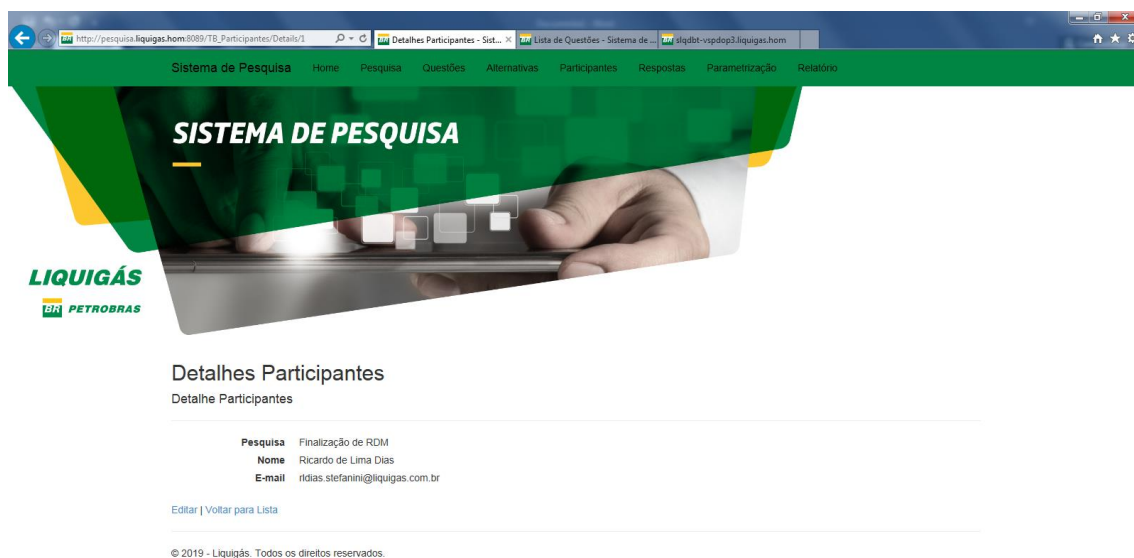 http://pesquisa.liquigas.hom:8089/TB_Participantes/Details/1
Detalhes Participantes - Sist...
Lista de Questões - Sistema de ...
slqdbt-vspdop3.liquigas.hom
Sistema de Pesquisa Home Pesquisa Questões Alternativas Participantes Respostas Parametrização Relatório
SISTEMA DE PESQUISA
LIQUIGÁS
BR PETROBRAS
Detalhes Participantes
Detalhe Participantes
Pesquisa Finalização de RDM
Nome Ricardo de Lima Dias
E-mail rldias.stefanini@liquigas.com.br
Editar | Voltar para Lista
© 2019 - Liquigás. Todos os direitos reservados.